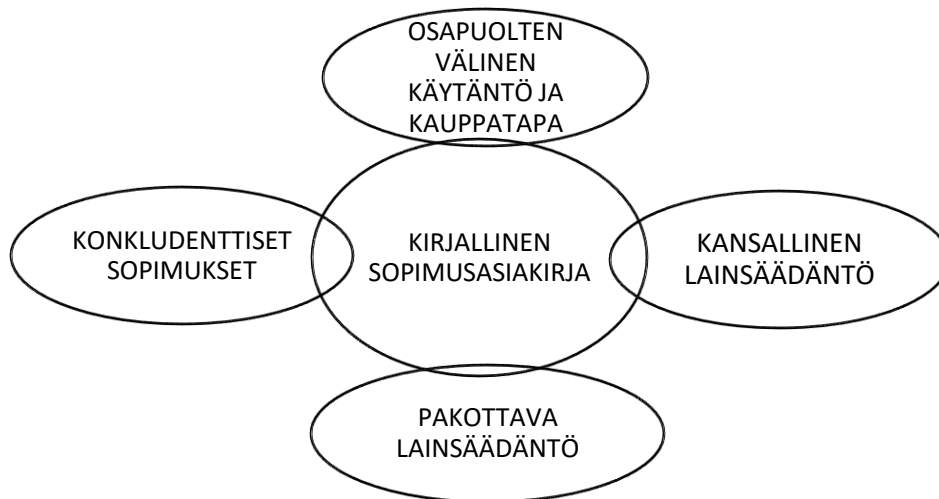 OSAPUOLTEN
VÄLINEN
KÄYTÄNTÖ JA
KAUPPATAPA
KONKLUDENTTISET
SOPIMUKSET
KIRJALLINEN
SOPIMUSASIAKIRJA
KANSALLINEN
LAINSÄÄDÄNTÖ
PAKOTTAVA
LAINSÄÄDÄNTÖ